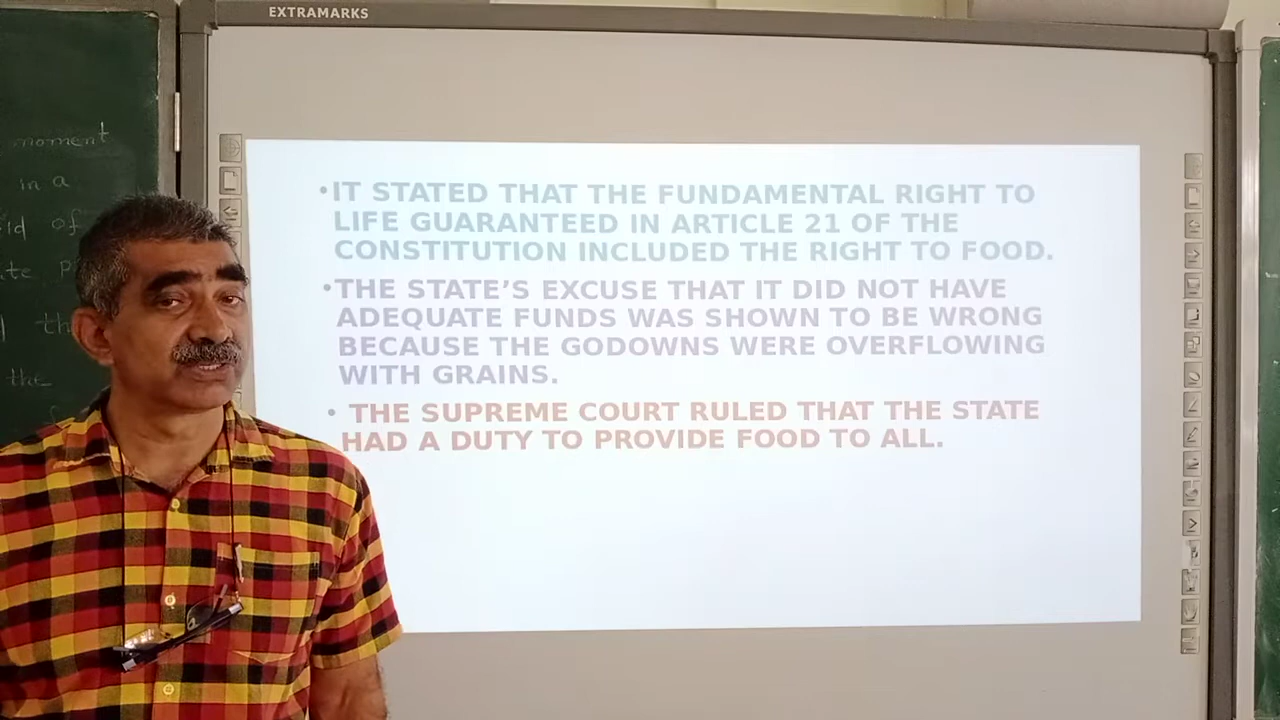 EXTRAMARKS
moment
in a
of
th
the
•IT STATED THAT THE FUNDAMENTAL RIGHT TO
LIFE GUARANTEED IN ARTICLE 21 OF THE
CONSTITUTION INCLUDED THE RIGHT TO FOOD.
•THE STATE’S EXCUSE THAT IT DID NOT HAVE
ADEQUATE FUNDS WAS SHOWN TO BE WRONG
BECAUSE THE GODOWNS WERE OVERFLOWING
WITH GRAINS.
• THE SUPREME COURT RULED THAT THE STATE
HAD A DUTY TO PROVIDE FOOD TO ALL.